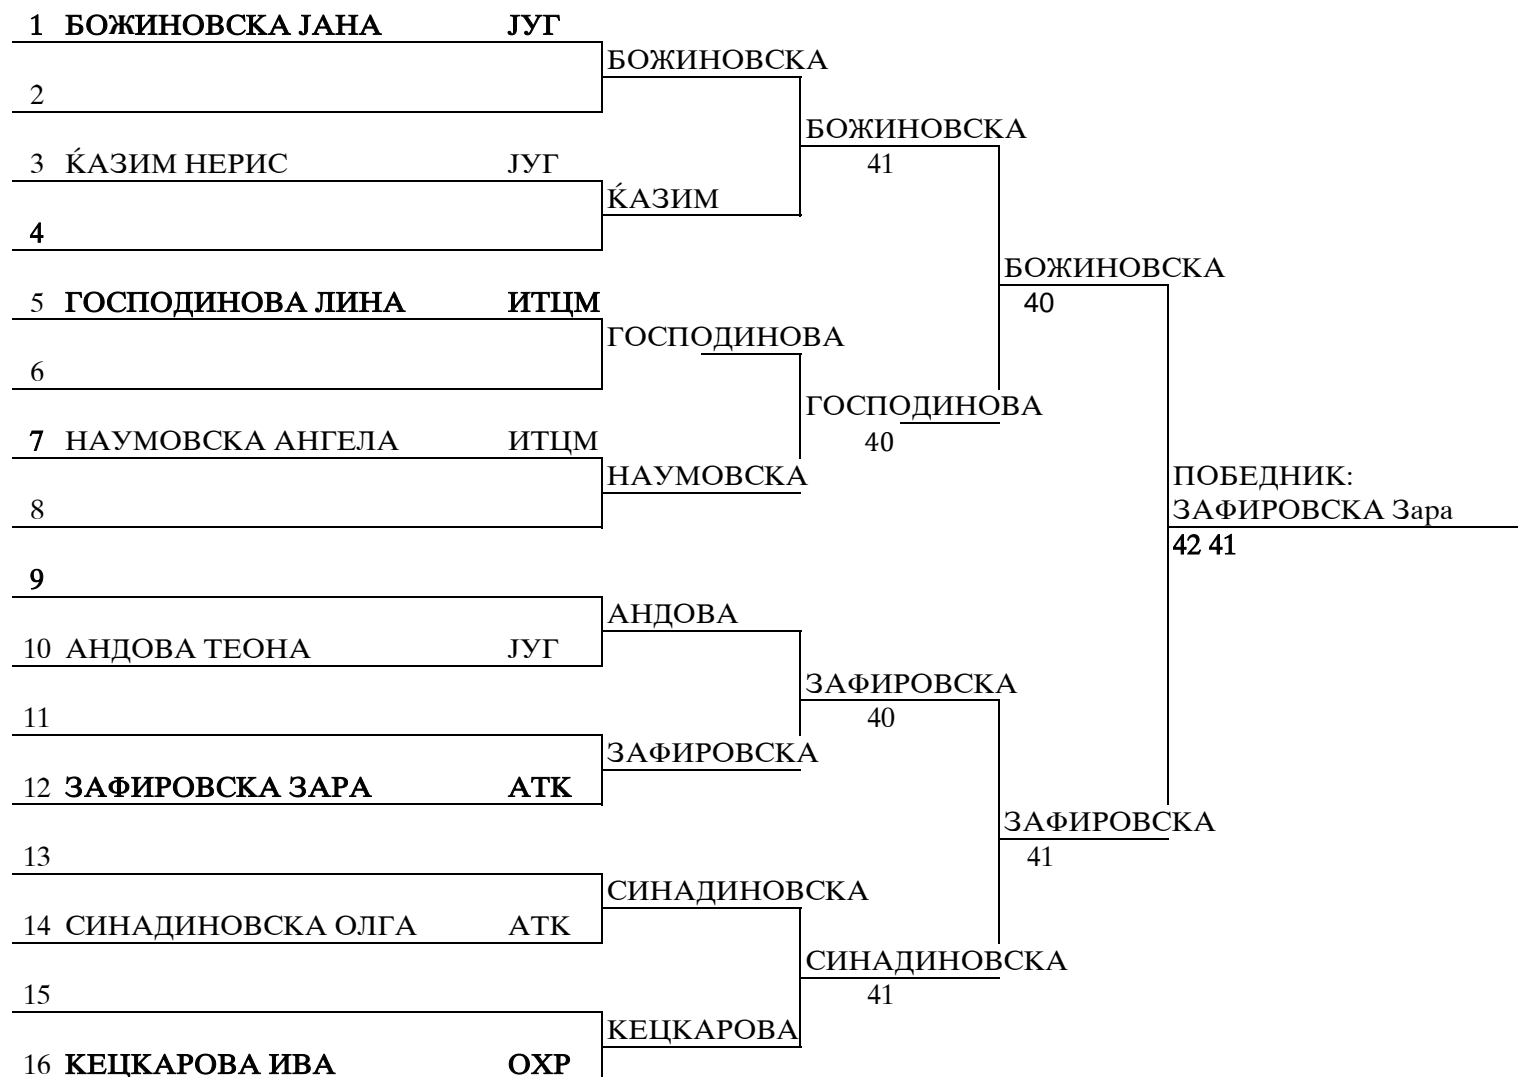 1 БОЖИНОВСКА ЈАНА ЈУГ
БОЖИНОВСКА
2
БОЖИНОВСКА
3 ЌАЗИМ НЕРИС ЈУГ
41
ЌАЗИМ
4
БОЖИНОВСКА
5 ГОСПОДИНОВА ЛИНА ИТЦМ
40
ГОСПОДИНОВА
6
ГОСПОДИНОВА
7 НАУМОВСКА АНГЕЛА ИТЦМ
40
НАУМОВСКА
ПОБЕДНИК:
8
ЗАФИРОВСКА Зара
42 41
9
АНДОВА
10 АНДОВА ТЕОНА ЈУГ
ЗАФИРОВСКА
11
40
ЗАФИРОВСКА
12 ЗАФИРОВСКА ЗАРА АТК
ЗАФИРОВСКА
13
41
СИНАДИНОВСКА
14 СИНАДИНОВСКА ОЛГА АТК
СИНАДИНОВСКА
15
41
КЕЦКАРОВА
16 КЕЦКАРОВА ИВА ОХР